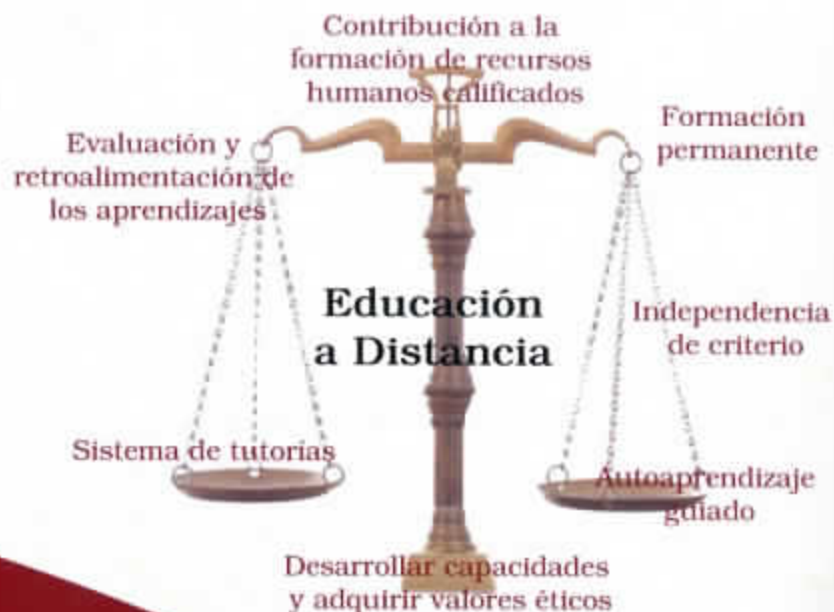 Contribución a la
formación de recursos
humanos calificados
Evaluación y
retroalimentación de
los aprendizajes
Formación
permanente
Educación
a Distancia
Independencia
de criterio
Sistema de tutorias
Autoaprendizaje
guiado
Desarrollar capacidades
y adquirir valores éticos